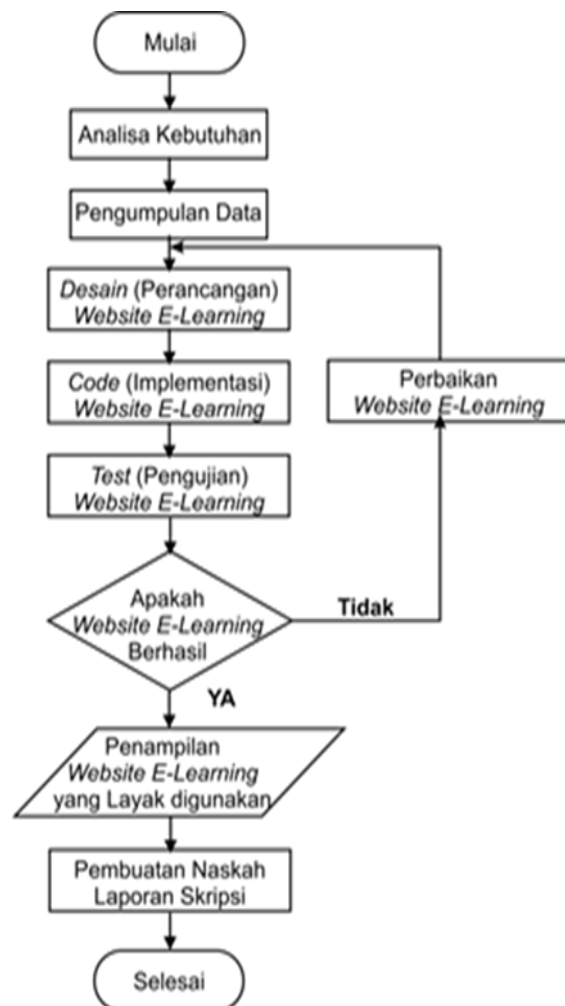 Mulai
Analisa Kebutuhan
Pengumpulan Data
Desain (Perancangan)
Website E-Learning
Code (Implementasi)
Website E-Learning
Perbaikan
Website E-Learning
Test (Pengujian)
Website E-Learning
Apakah
Website E-Learning
Berhasil
Tidak
YA
Penampilan
Website E-Learning
yang Layak digunakan
Pembuatan Naskah
Laporan Skripsi
Selesai